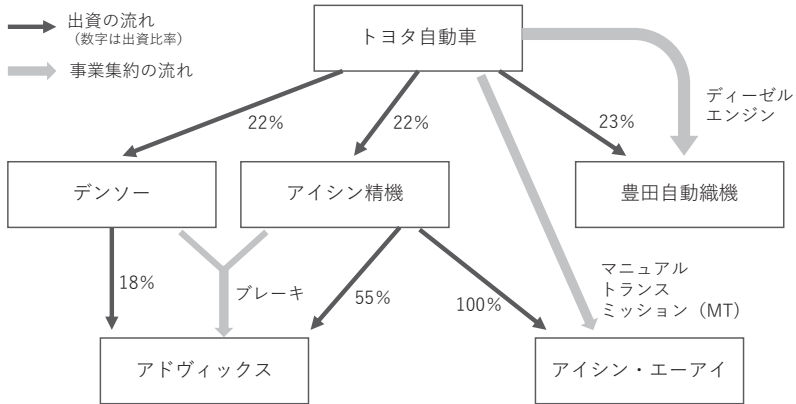 出資の流れ
（数字は出資比率）
事業集約の流れ
トヨタ自動車
ディーゼル
エンジン
22%
22%
23%
デンソー
アイシン精機
豊田自動織機
18%
ブレーキ
55%
100%
マニュアル
トランス
ミッション（MT）
アドヴィックス
アイシン・エーアイ